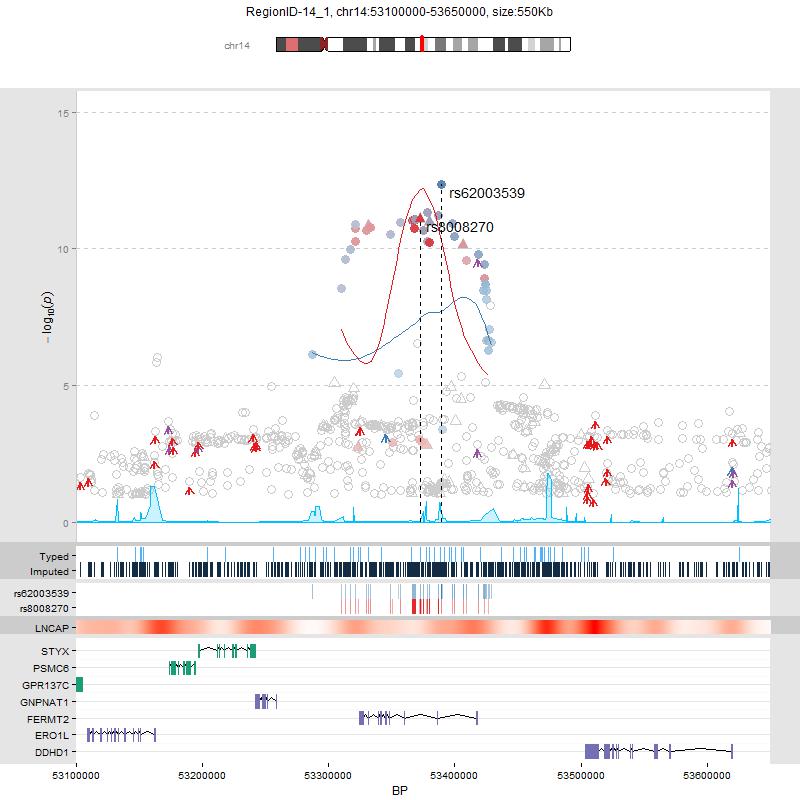 RegionID-14_1, chr14:53100000-53650000, size:550Kb
chr14
15
rs62003539
rs8008270
10
−log10(p)
5
0
Typed
Imputed
rs62003539
rs8008270
LNCAP
STYX
PSMC6
GPR137C
GNPNAT1
FERMT2
ERO1L
DDHD1
53100000 53200000 53300000 53400000 53500000 53600000
BP